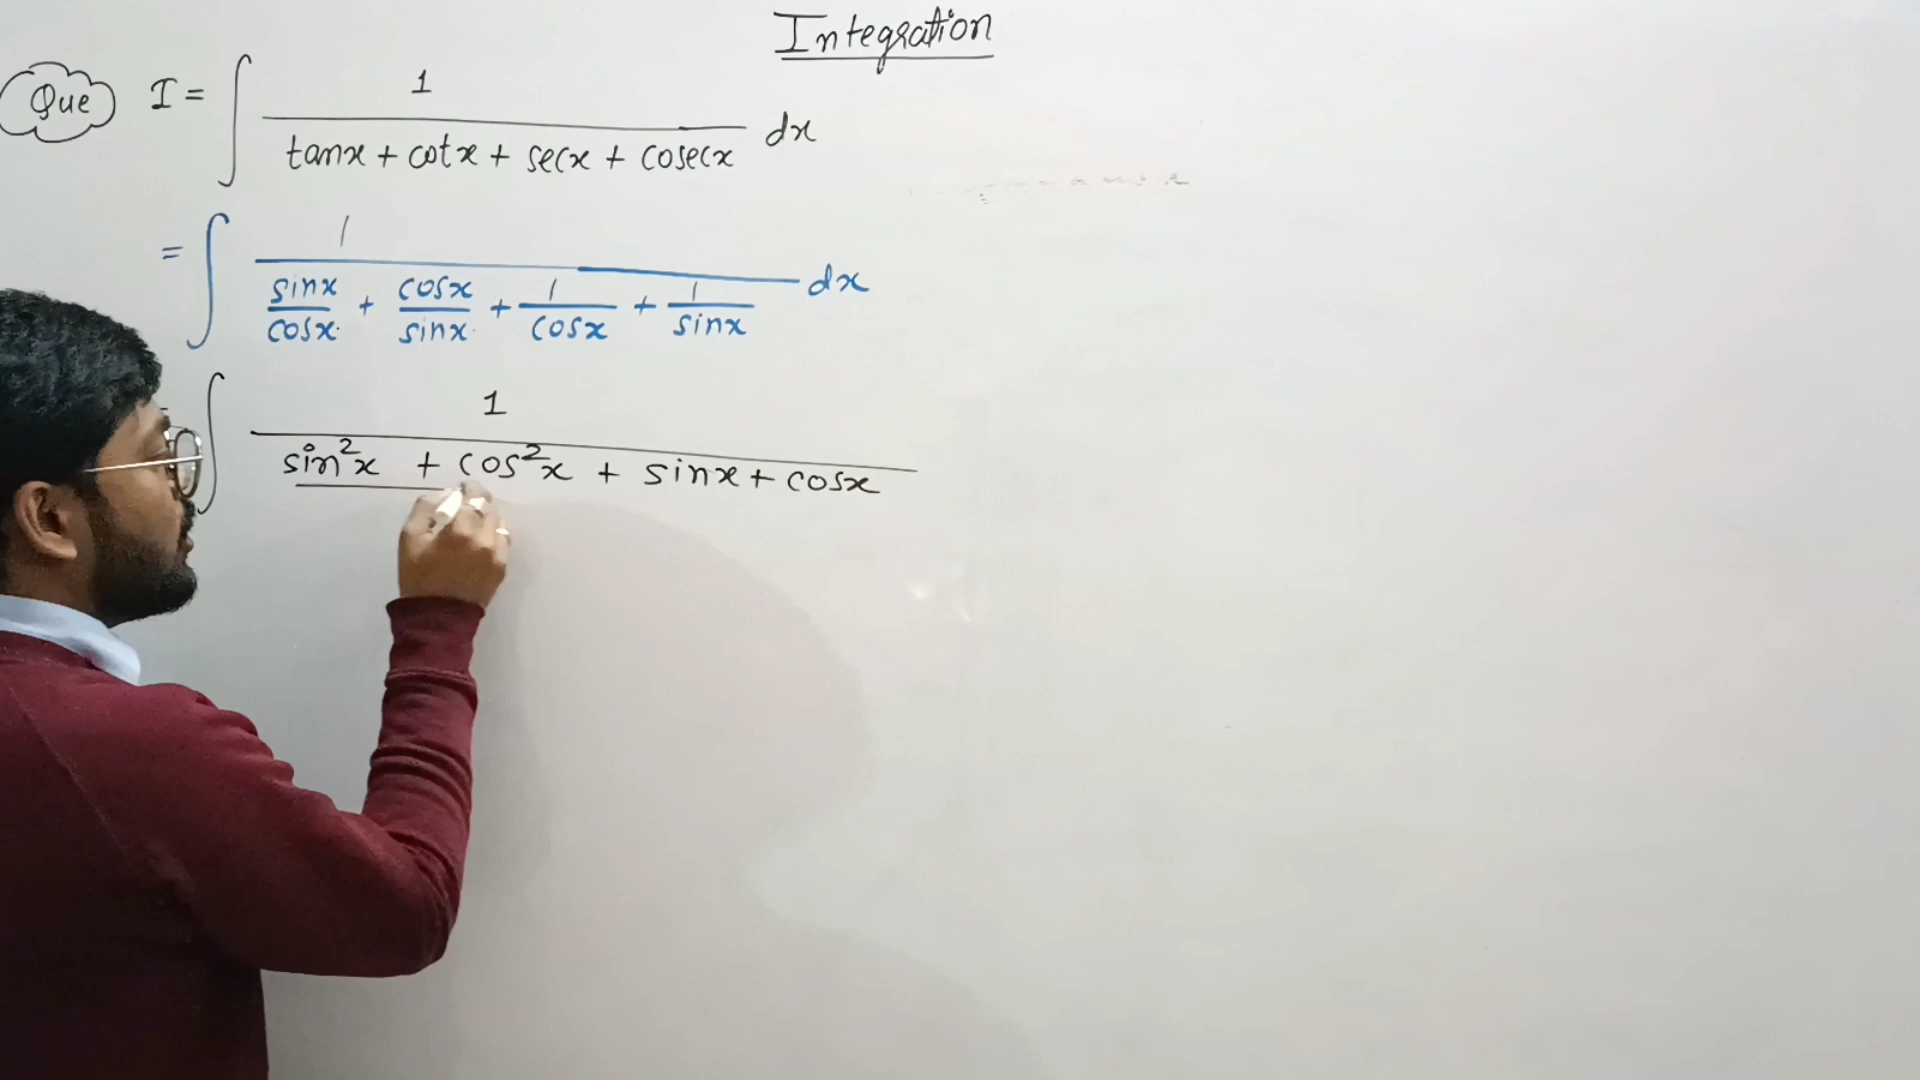 Integration
Que I = ∫ 1 / (tanx + cotx + secx + cosecx) dx
= ∫ 1 / (sinx/cosx + cosx/sinx + 1/cosx + 1/sinx) dx
∫ 1 / (sin²x + cos²x + sinx + cosx)